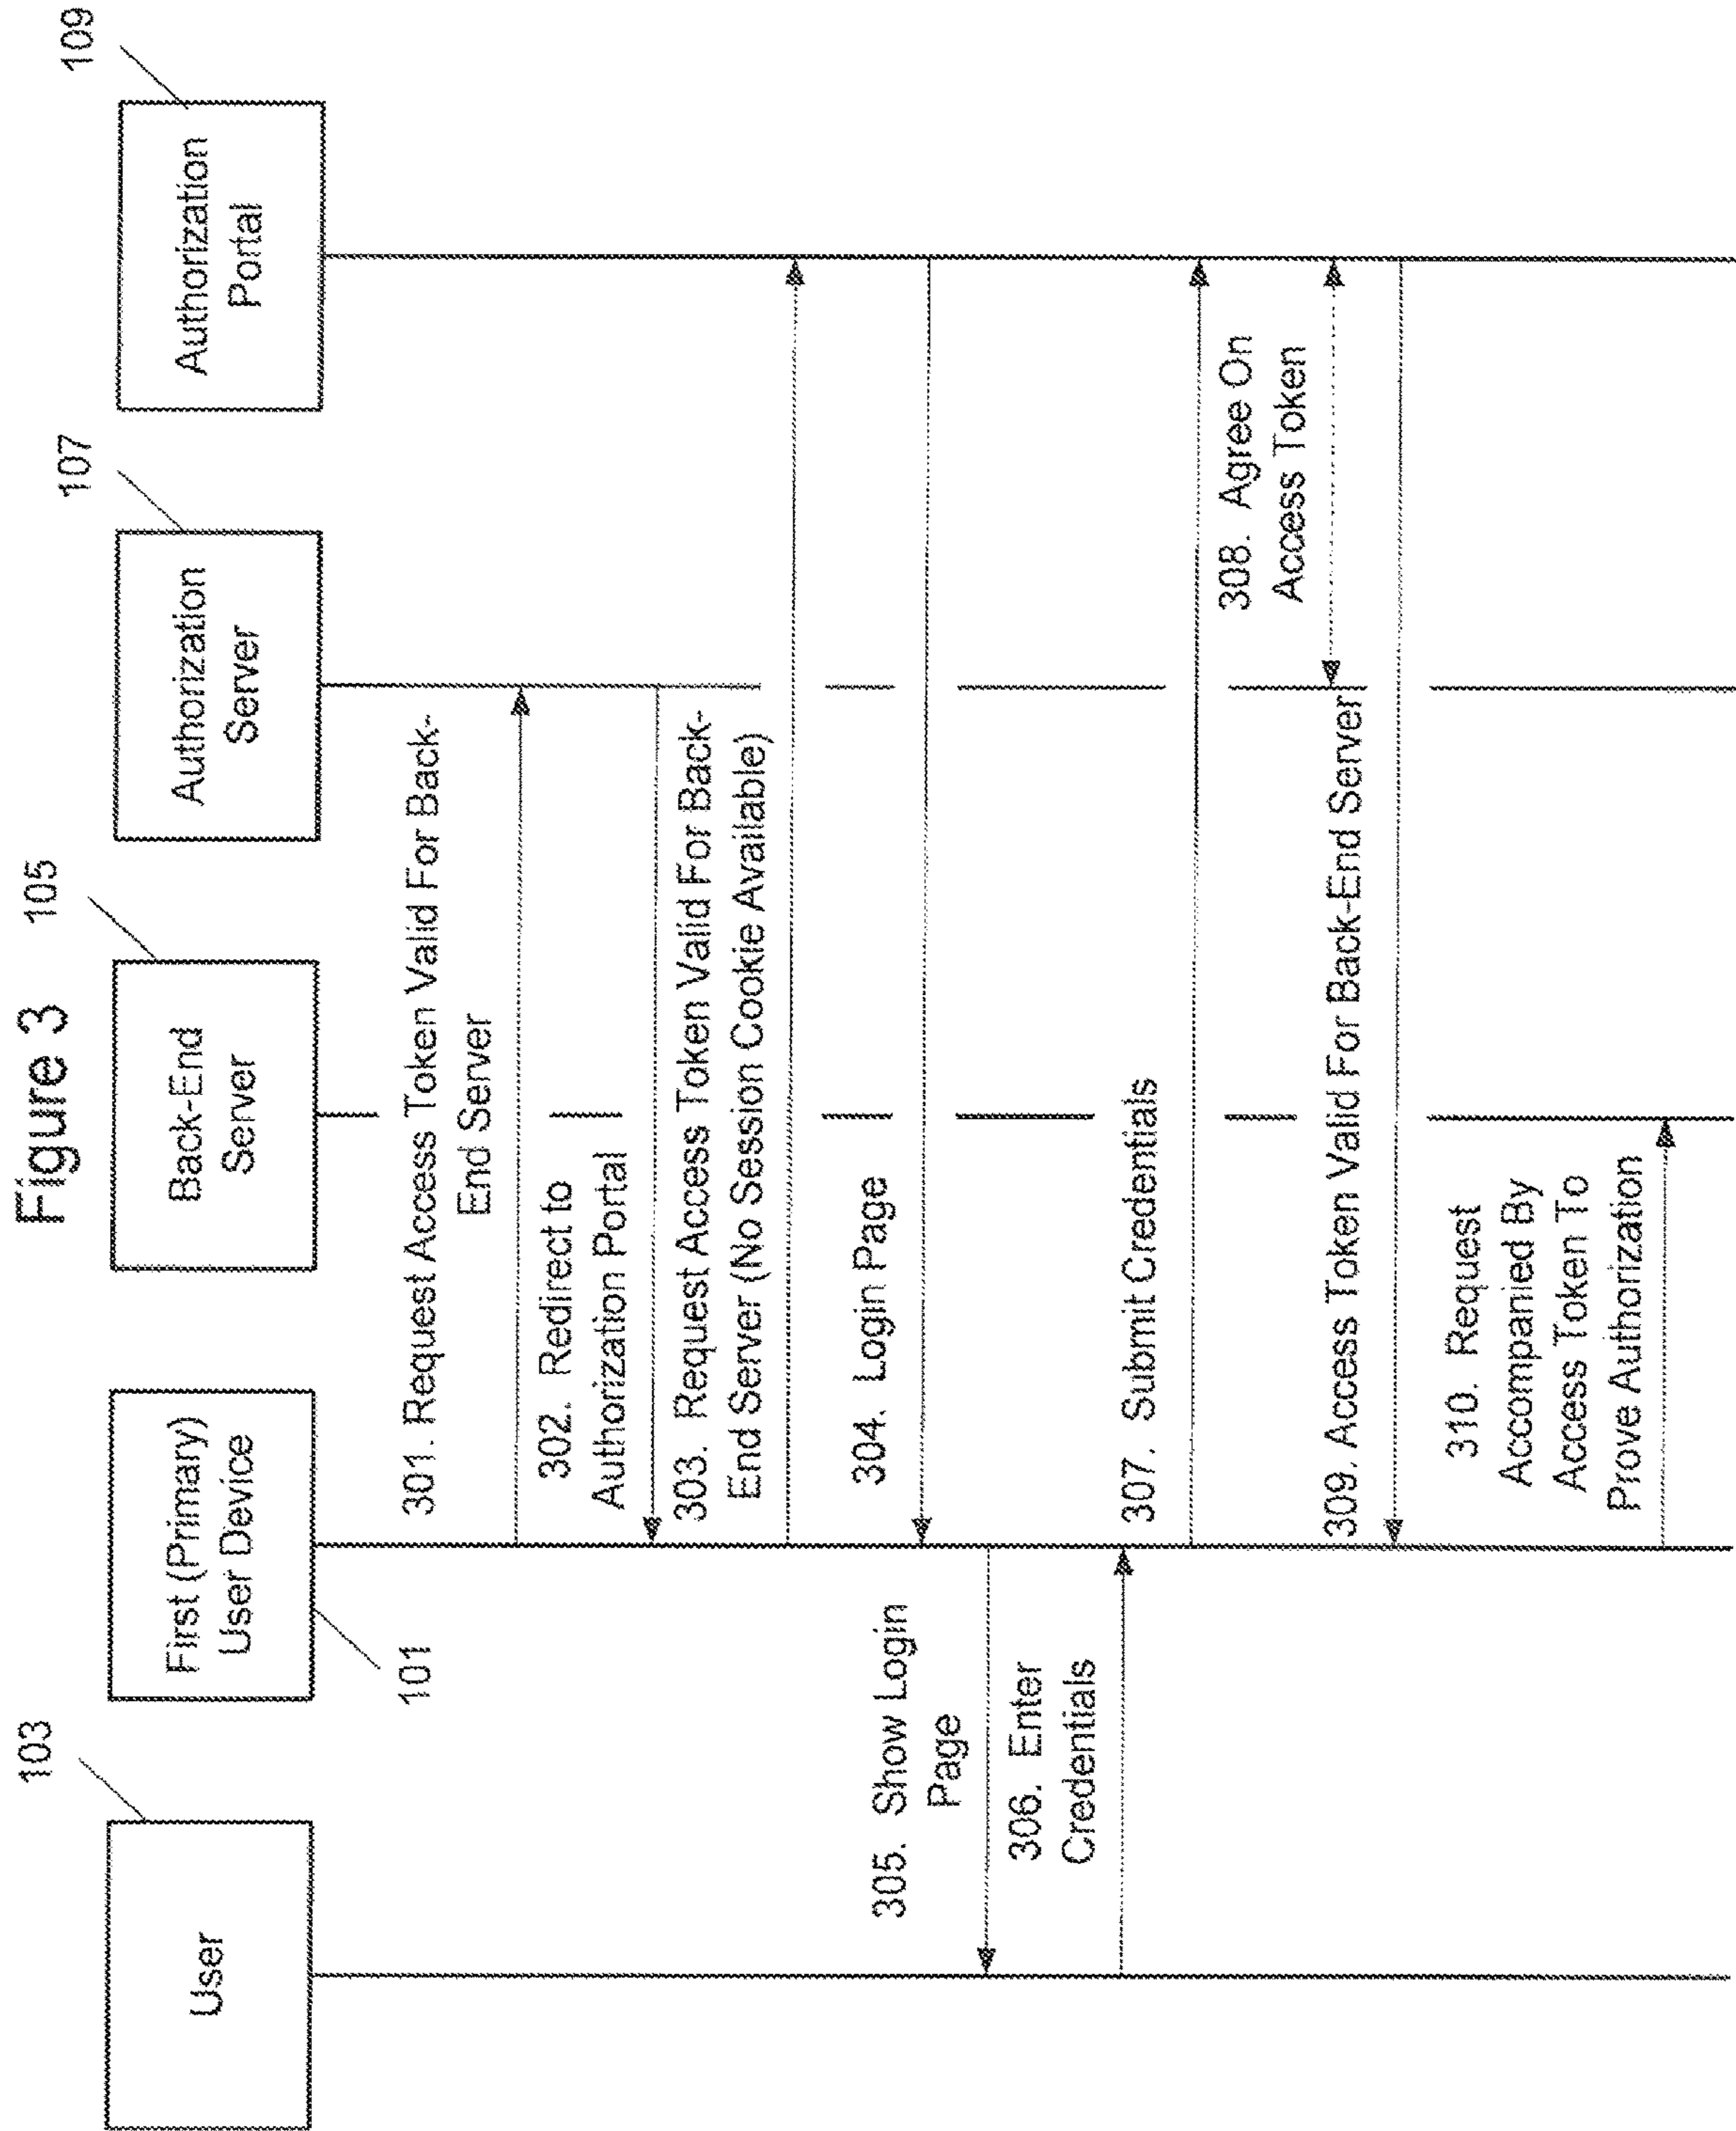 Figure 3
103
User
First (Primary)
User Device
101
105
Back-End
Server
107
Authorization
Server
109
Authorization
Portal
301. Request Access Token Valid For Back-
End Server
302. Redirect to
Authorization Portal
303. Request Access Token Valid For Back-
End Server (No Session Cookie Available)
304. Login Page
305. Show Login
Page
306. Enter
Credentials
307. Submit Credentials
308. Agree On
Access Token
309. Access Token Valid For Back-End Server
310. Request
Accompanied By
Access Token To
Prove Authorization